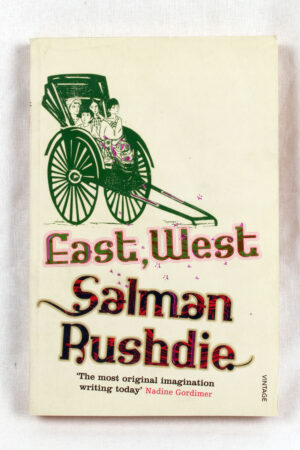 East, West
Salman
Rushdie
‘The most original imagination
writing today’ Nadine Gordimer
VINTAGE